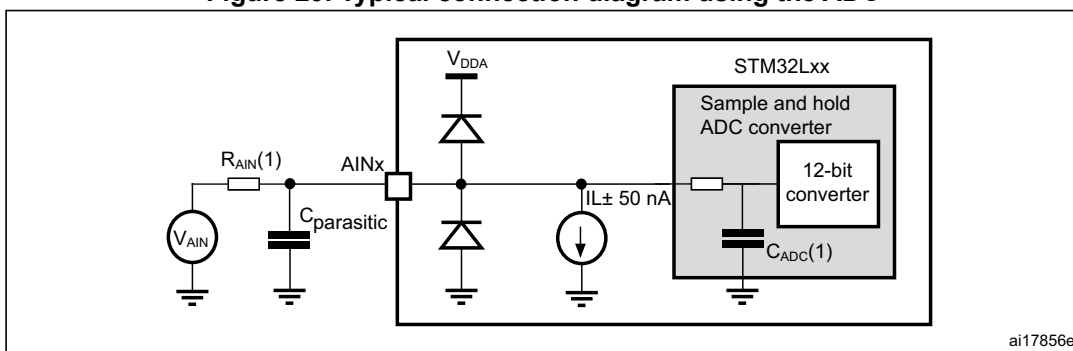 Figure 29. Typical connection diagram using the ADC
STM32Lxx
VDDA
Sample and hold
ADC converter
RAIN(1)
AINx
12-bit
converter
IL± 50 nA
Cparasitic
VAIN
CADC(1)
ai17856e